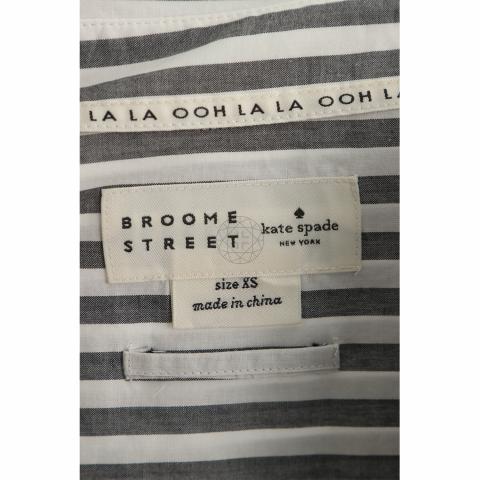 LA LA OOH LA LA OOH LA
BROOME
STREET
kate spade
NEW YORK
size XS
made in china